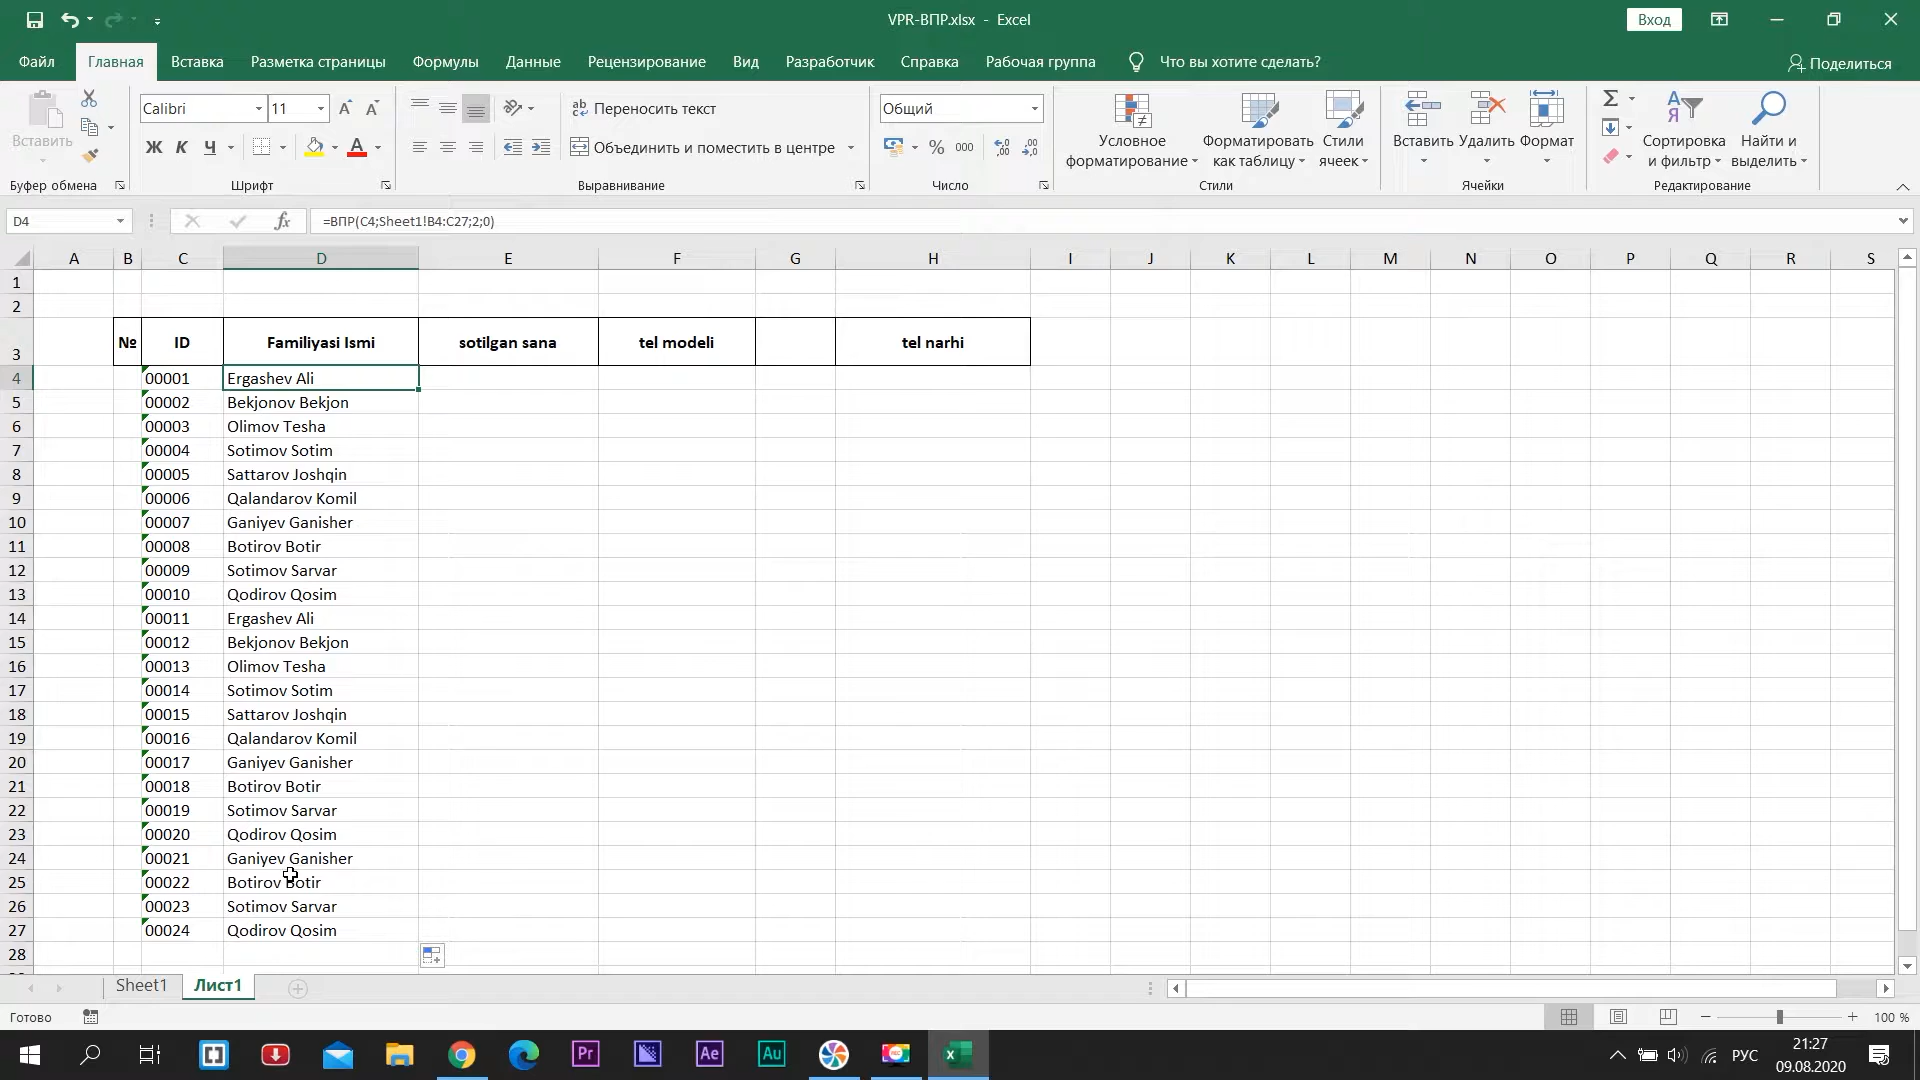 VPR-ВПР.xlsx - Excel
Вход
Файл Главная Вставка Разметка страницы Формулы Данные Рецензирование Вид Разработчик Справка Рабочая группа Что вы хотите сделать? Поделиться
Вставить
Calibri 11
Ж К Ч
Переносить текст
Объединить и поместить в центре
Общий
% 000
Условное форматирование
Форматировать как таблицу
Стили ячеек
Вставить Удалить Формат
Сортировка и фильтр
Найти и выделить
Буфер обмена Шрифт Выравнивание Число Стили Ячейки Редактирование
D4 fx =ВПР(C4;Sheet1!B4:C27;2;0)
A B C D E F G H I J K L M N O P Q R S
1
2
3 № ID Familiyasi Ismi sotilgan sana tel modeli tel narhi
4 00001 Ergashev Ali
5 00002 Bekjonov Bekjon
6 00003 Olimov Tesha
7 00004 Sotimov Sotim
8 00005 Sattarov Joshqin
9 00006 Qalandarov Komil
10 00007 Ganiyev Ganisher
11 00008 Botirov Botir
12 00009 Sotimov Sarvar
13 00010 Qodirov Qosim
14 00011 Ergashev Ali
15 00012 Bekjonov Bekjon
16 00013 Olimov Tesha
17 00014 Sotimov Sotim
18 00015 Sattarov Joshqin
19 00016 Qalandarov Komil
20 00017 Ganiyev Ganisher
21 00018 Botirov Botir
22 00019 Sotimov Sarvar
23 00020 Qodirov Qosim
24 00021 Ganiyev Ganisher
25 00022 Botirov Botir
26 00023 Sotimov Sarvar
27 00024 Qodirov Qosim
28
Sheet1 Лист1
Готово 100 %
Pr Ae Au
РУС
21:27
09.08.2020